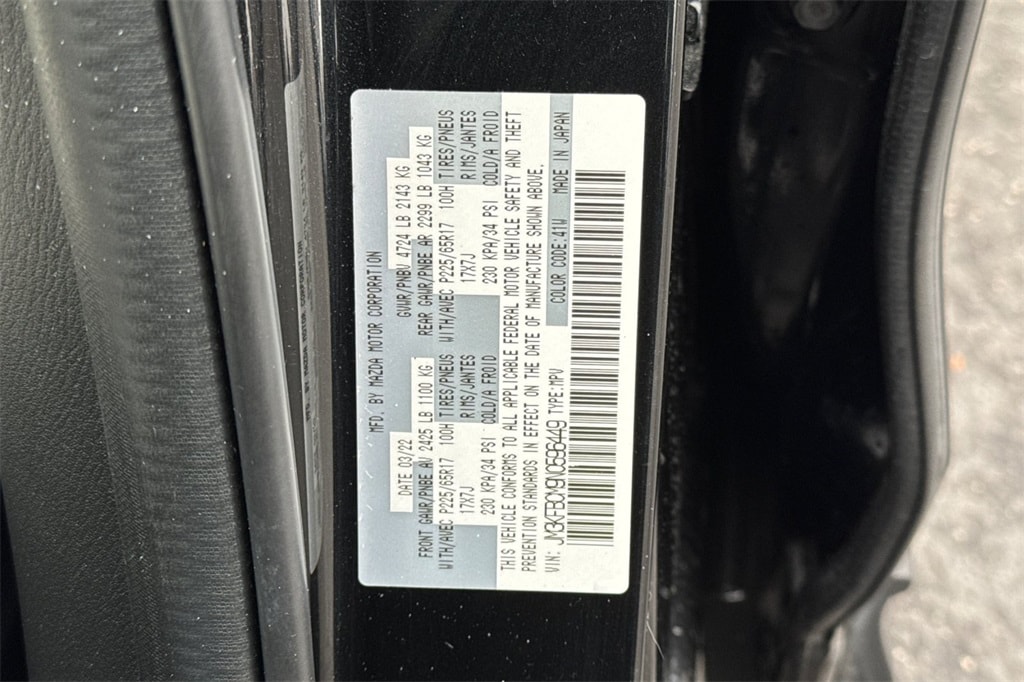 MFD. BY MAZDA MOTOR CORPORATION
DATE 03/22 GVWR/PNBV 4724 LB 2143 KG
FRONT GAWR/PNBE AV 2425 LB 1100 KG REAR GAWR/PNBE AR 2299 LB 1043 KG
WITH/AVEC P225/65R17 100H TIRES/PNEUS WITH/AVEC P225/65R17 100H TIRES/PNEUS
17X7J RIMS/JANTES 17X7J RIMS/JANTES
230 KPA/34 PSI COLD/A FROID 230 KPA/34 PSI COLD/A FROID
THIS VEHICLE CONFORMS TO ALL APPLICABLE FEDERAL MOTOR VEHICLE SAFETY AND THEFT
PREVENTION STANDARDS IN EFFECT ON THE DATE OF MANUFACTURE SHOWN ABOVE.
VIN: JM3KFBCM9N0596449 TYPE:MPV COLOR CODE:41W MADE IN JAPAN